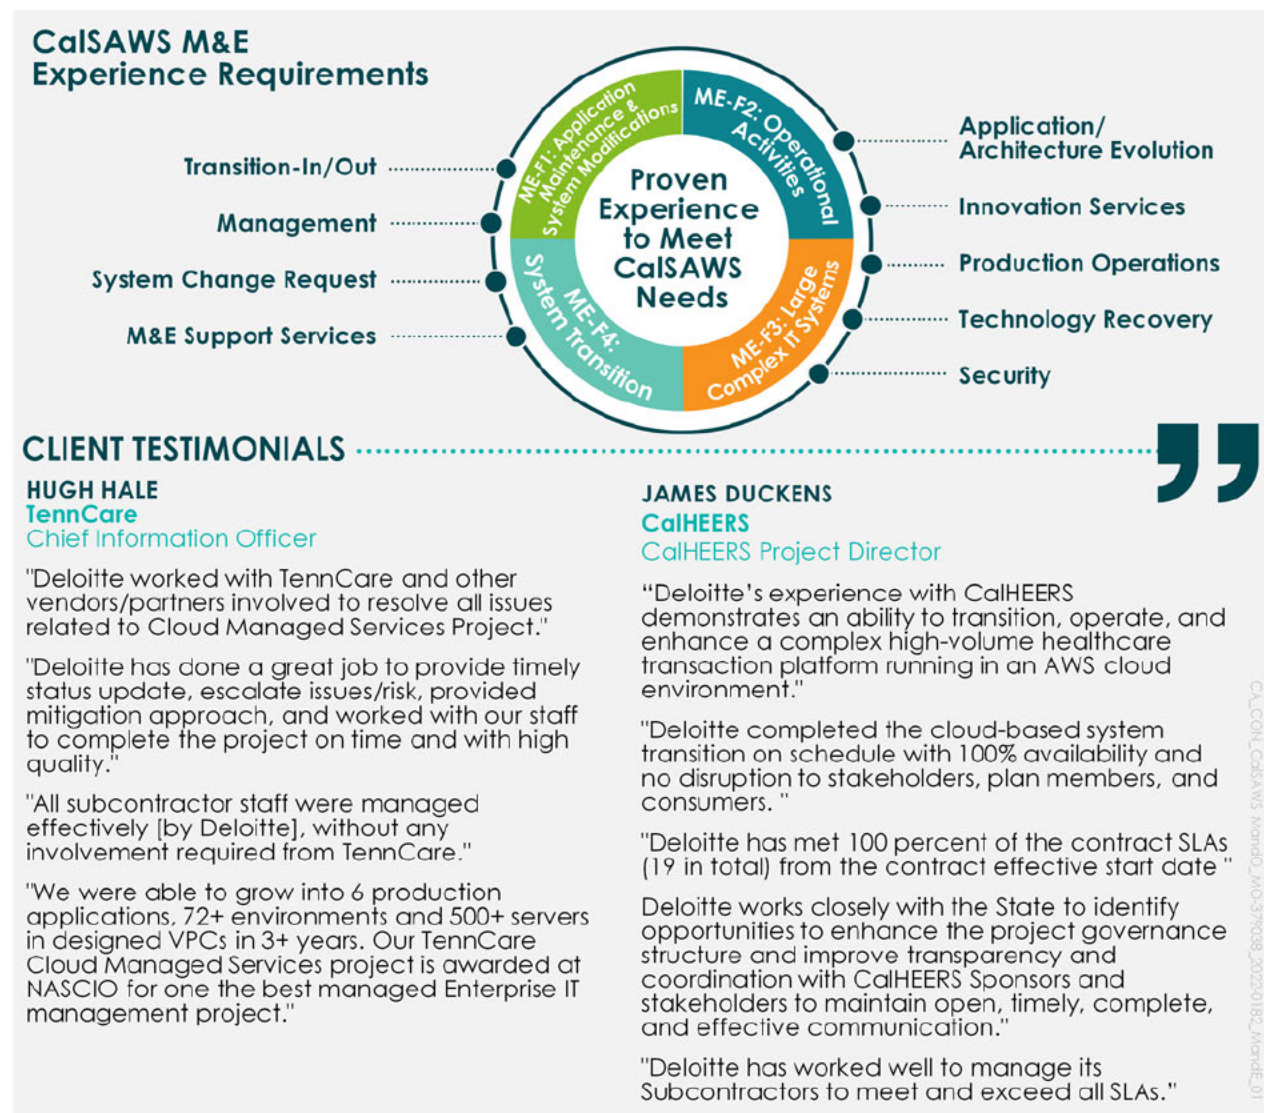 CalSAWS M&E
Experience Requirements
Transition-In/Out
Management
System Change Request
M&E Support Services
ME-F1: Application
Maintenance &
System Modifications
ME-F2: Operational
Activities
ME-F3: Large
Complex IT Systems
ME-F4:
System Transition
Proven
Experience
to Meet
CalSAWS
Needs
Application/
Architecture Evolution
Innovation Services
Production Operations
Technology Recovery
Security
CLIENT TESTIMONIALS
HUGH HALE
TennCare
Chief Information Officer
"Deloitte worked with TennCare and other
vendors/partners involved to resolve all issues
related to Cloud Managed Services Project."
"Deloitte has done a great job to provide timely
status update, escalate issues/risk, provided
mitigation approach, and worked with our staff
to complete the project on time and with high
quality."
"All subcontractor staff were managed
effectively [by Deloitte], without any
involvement required from TennCare."
"We were able to grow into 6 production
applications, 72+ environments and 500+ servers
in designed VPCs in 3+ years. Our TennCare
Cloud Managed Services project is awarded at
NASCIO for one the best managed Enterprise IT
management project."
JAMES DUCKENS
CalHEERS
CalHEERS Project Director
“Deloitte's experience with CalHEERS
demonstrates an ability to transition, operate, and
enhance a complex high-volume healthcare
transaction platform running in an AWS cloud
environment."
"Deloitte completed the cloud-based system
transition on schedule with 100% availability and
no disruption to stakeholders, plan members, and
consumers. "
"Deloitte has met 100 percent of the contract SLAs
(19 in total) from the contract effective start date "
Deloitte works closely with the State to identify
opportunities to enhance the project governance
structure and improve transparency and
coordination with CalHEERS Sponsors and
stakeholders to maintain open, timely, complete,
and effective communication."
"Deloitte has worked well to manage its
Subcontractors to meet and exceed all SLAs.”
CA_CON_CalSAWS MandO_MO-379038_2022.0182_MandE_01